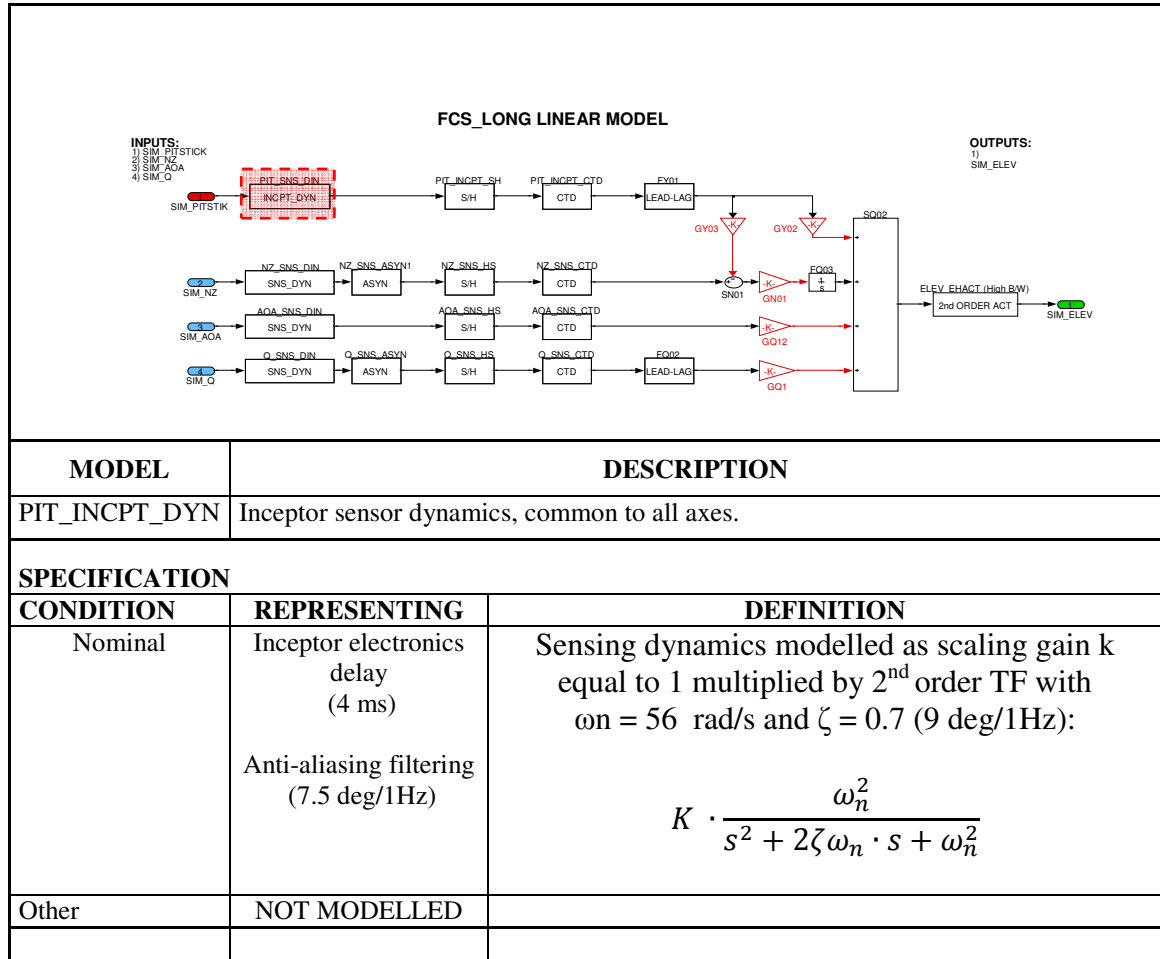 FCS_LONG LINEAR MODEL
INPUTS:
1) SIM_PITSTICK
2) SIM_NZ
3) SIM_AOA
4) SIM_Q
OUTPUTS:
1)
SIM_ELEV
PIT_SNS_DIN
INCPT_DYN
1
SIM_PITSTIK
PIT_INCPT_SH
S/H
PIT_INCPT_CTD
CTD
FY01
LEAD-LAG
GY03
-K-
GY02
-K-
SQ02
NZ_SNS_DIN
SNS_DYN
2
SIM_NZ
NZ_SNS_ASYN1
ASYN
NZ_SNS_HS
S/H
NZ_SNS_CTD
CTD
SN01
-K-
GN01
FQ03
1
s
ELEV_EHACT (High B/W)
2nd ORDER ACT
1
SIM_ELEV
AOA_SNS_DIN
SNS_DYN
3
SIM_AOA
AOA_SNS_HS
S/H
AOA_SNS_CTD
CTD
-K-
GQ12
Q_SNS_DIN
SNS_DYN
4
SIM_Q
Q_SNS_ASYN
ASYN
Q_SNS_HS
S/H
Q_SNS_CTD
CTD
FQ02
LEAD-LAG
-K-
GQ1
MODEL DESCRIPTION
PIT_INCPT_DYN Inceptor sensor dynamics, common to all axes.
SPECIFICATION
CONDITION REPRESENTING DEFINITION
Nominal
Inceptor electronics
delay
(4 ms)
Anti-aliasing filtering
(7.5 deg/1Hz)
Sensing dynamics modelled as scaling gain k
equal to 1 multiplied by 2nd order TF with
ωn = 56 rad/s and ζ = 0.7 (9 deg/1Hz):
K · ωn² / (s² + 2ζωn · s + ωn²)
Other NOT MODELLED